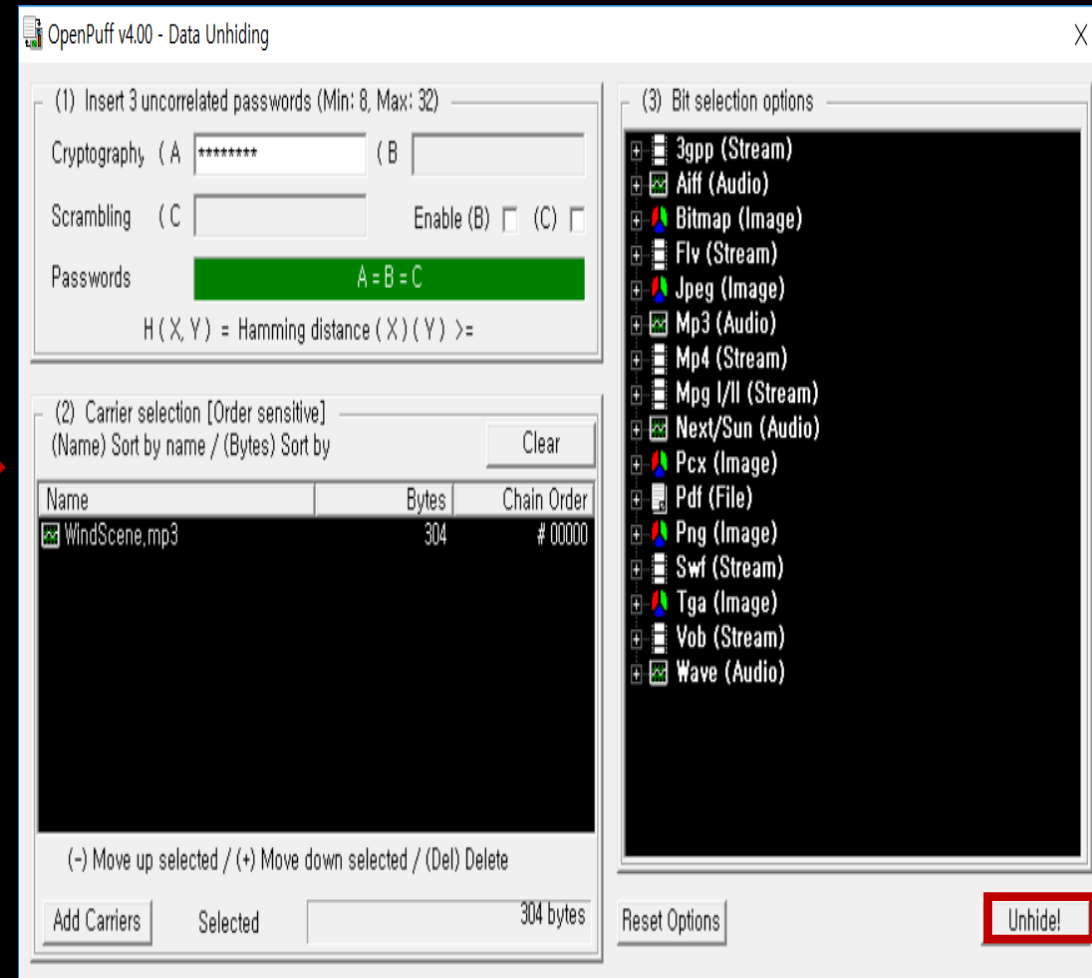 OpenPuff v4.00 - Data Unhiding
X
(1) Insert 3 uncorrelated passwords (Min: 8, Max: 32)
Cryptography (A ******** (B
Scrambling (C Enable (B) (C)
Passwords A = B = C
H ( X, Y ) = Hamming distance ( X ) ( Y ) >=
(2) Carrier selection [Order sensitive]
(Name) Sort by name / (Bytes) Sort by
Clear
Name Bytes Chain Order
WindScene,mp3 304 # 00000
(-) Move up selected / (+) Move down selected / (Del) Delete
Add Carriers Selected 304 bytes
(3) Bit selection options
3gpp (Stream)
Aiff (Audio)
Bitmap (Image)
Flv (Stream)
Jpeg (Image)
Mp3 (Audio)
Mp4 (Stream)
Mpg I/II (Stream)
Next/Sun (Audio)
Pcx (Image)
Pdf (File)
Png (Image)
Swf (Stream)
Tga (Image)
Vob (Stream)
Wave (Audio)
Reset Options Unhide!